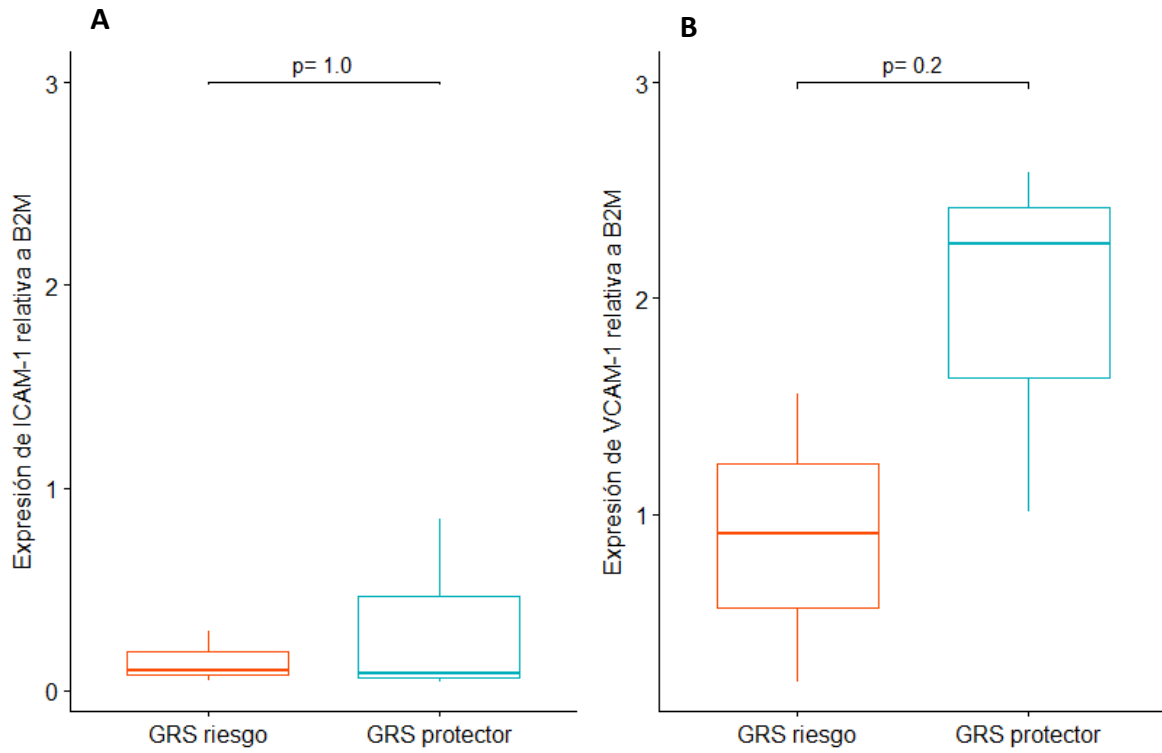 A
p= 1.0
Expresión de ICAM-1 relativa a B2M
3
2
1
0
GRS riesgo
GRS protector
B
p= 0.2
Expresión de VCAM-1 relativa a B2M
3
2
1
GRS riesgo
GRS protector